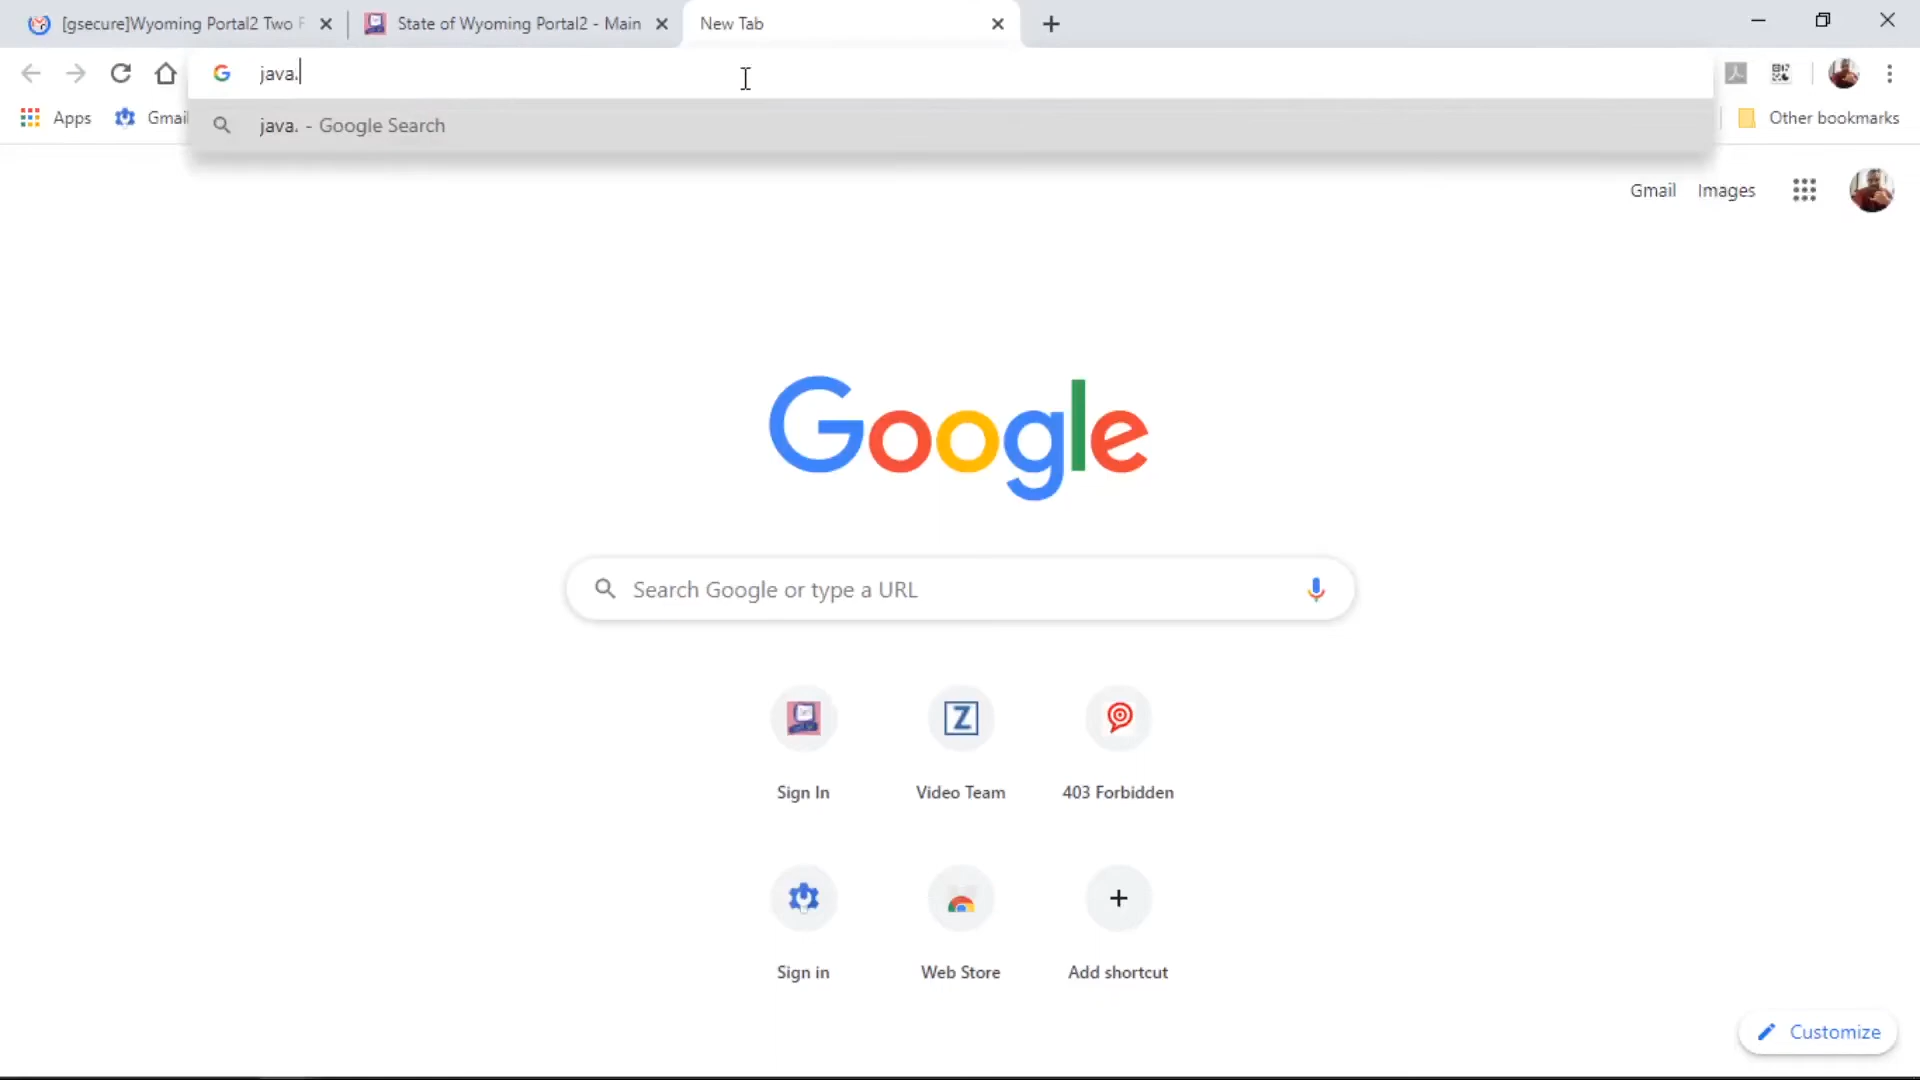 [gsecure]Wyoming Portal2 Two F
State of Wyoming Portal2 - Main
New Tab
java.
Apps
Gmail
java. - Google Search
Other bookmarks
Gmail
Images
Google
Search Google or type a URL
Z
Sign In
Video Team
403 Forbidden
Sign in
Web Store
Add shortcut
Customize